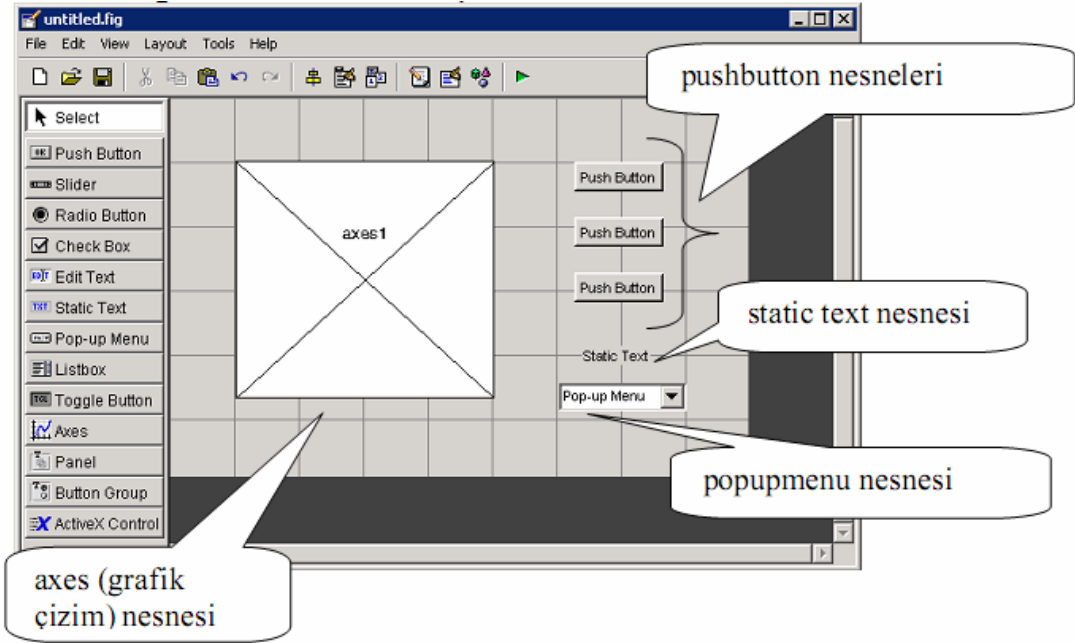 untitled.fig
File Edit View Layout Tools Help
Select
Push Button
Slider
Radio Button
Check Box
Edit Text
Static Text
Pop-up Menu
Listbox
Toggle Button
Axes
Panel
Button Group
ActiveX Control
axes1
Push Button
Push Button
Push Button
Static Text
Pop-up Menu
pushbutton nesneleri
static text nesnesi
popupmenu nesnesi
axes (grafik
çizim) nesnesi